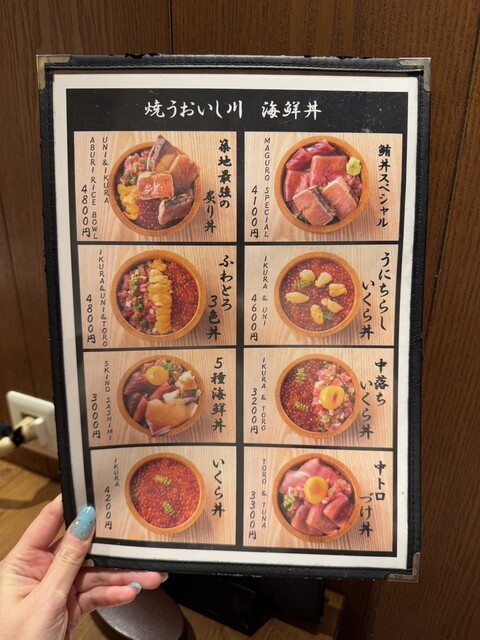 焼うおいし川 海鮮丼
築地最強の
炙り丼
UNI&IKURA
ABURI RICE BOWL
4800円
鮪丼スペシャル
MAGURO SPECIAL
4100円
ふわとろ
3色丼
IKURA&UNI&TORO
4800円
うにちらし
いくら丼
IKURA & UNI
4600円
5種海鮮丼
5KIND SASHIMI
3000円
中落ち
いくら丼
IKURA & TORO
3200円
いくら丼
IKURA
4200円
中トロ
づけ丼
TORO & TUNA
3300円